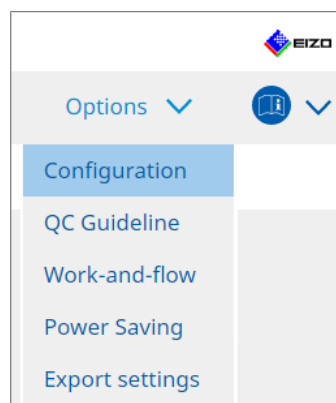 EIZO
Options
Configuration
QC Guideline
Work-and-flow
Power Saving
Export settings